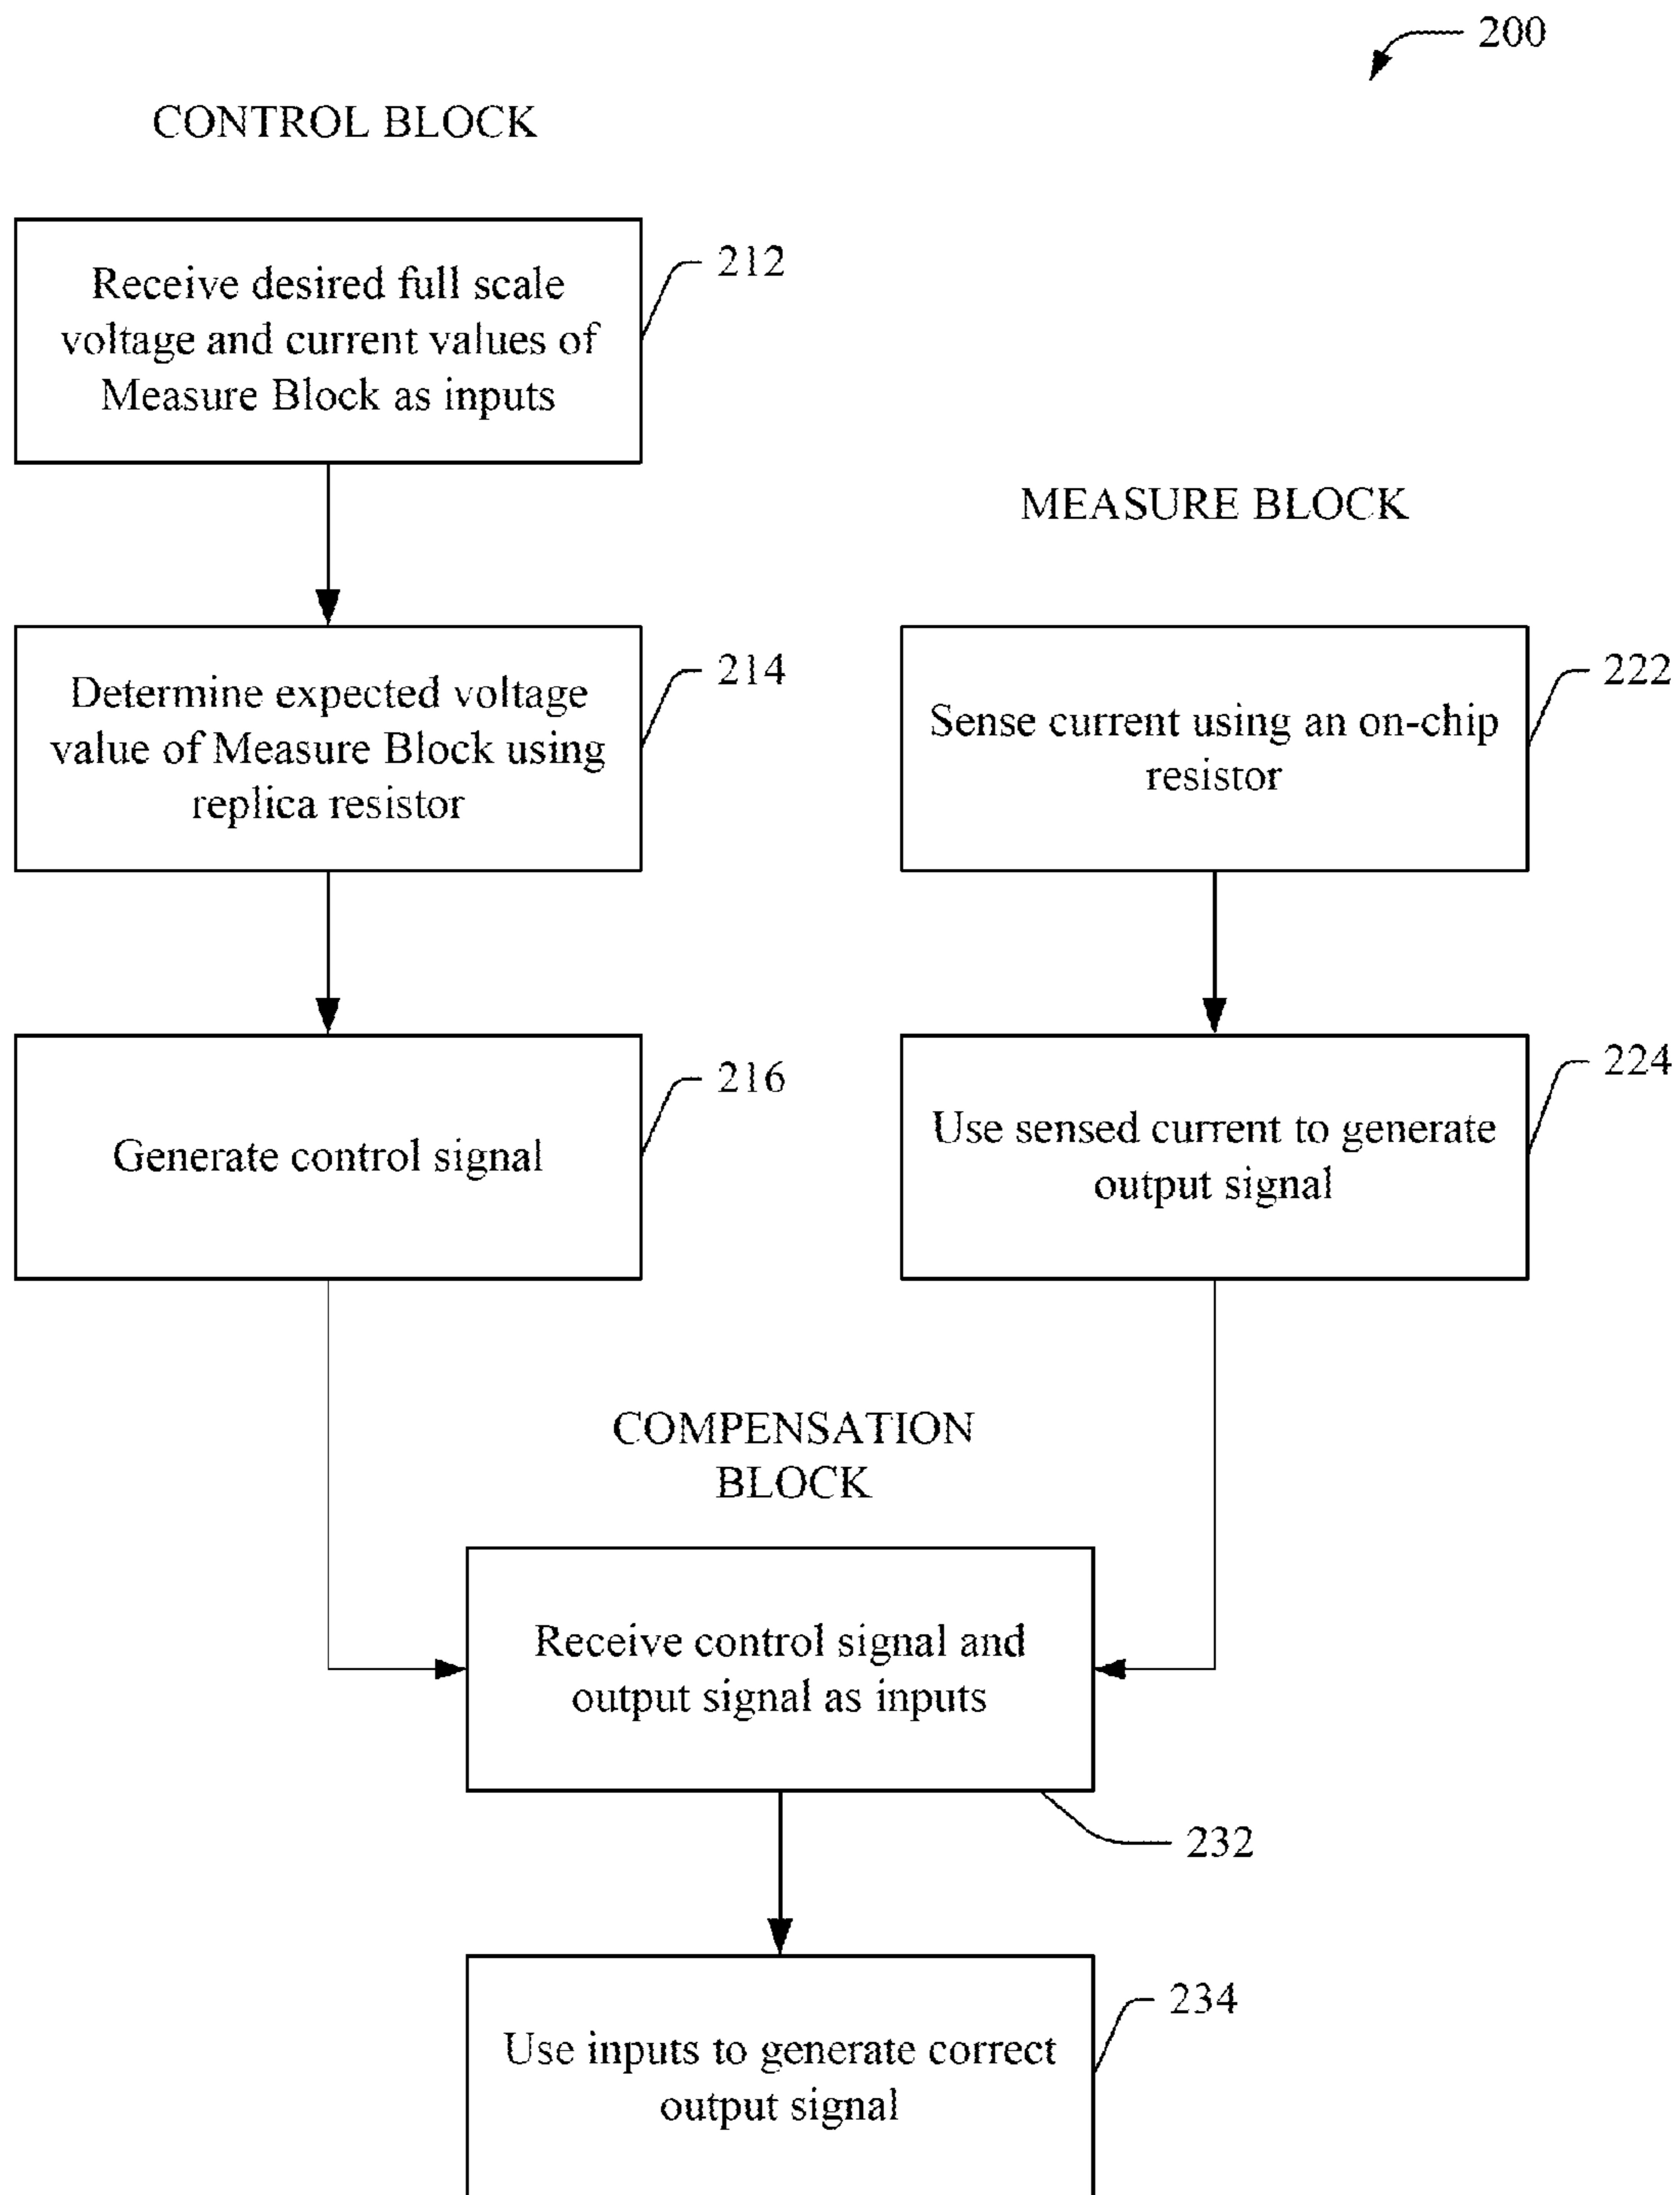 200
CONTROL BLOCK
Receive desired full scale
voltage and current values of
Measure Block as inputs
212
MEASURE BLOCK
Determine expected voltage
value of Measure Block using
replica resistor
214
Sense current using an on-chip
resistor
222
Generate control signal
216
Use sensed current to generate
output signal
224
COMPENSATION
BLOCK
Receive control signal and
output signal as inputs
232
Use inputs to generate correct
output signal
234